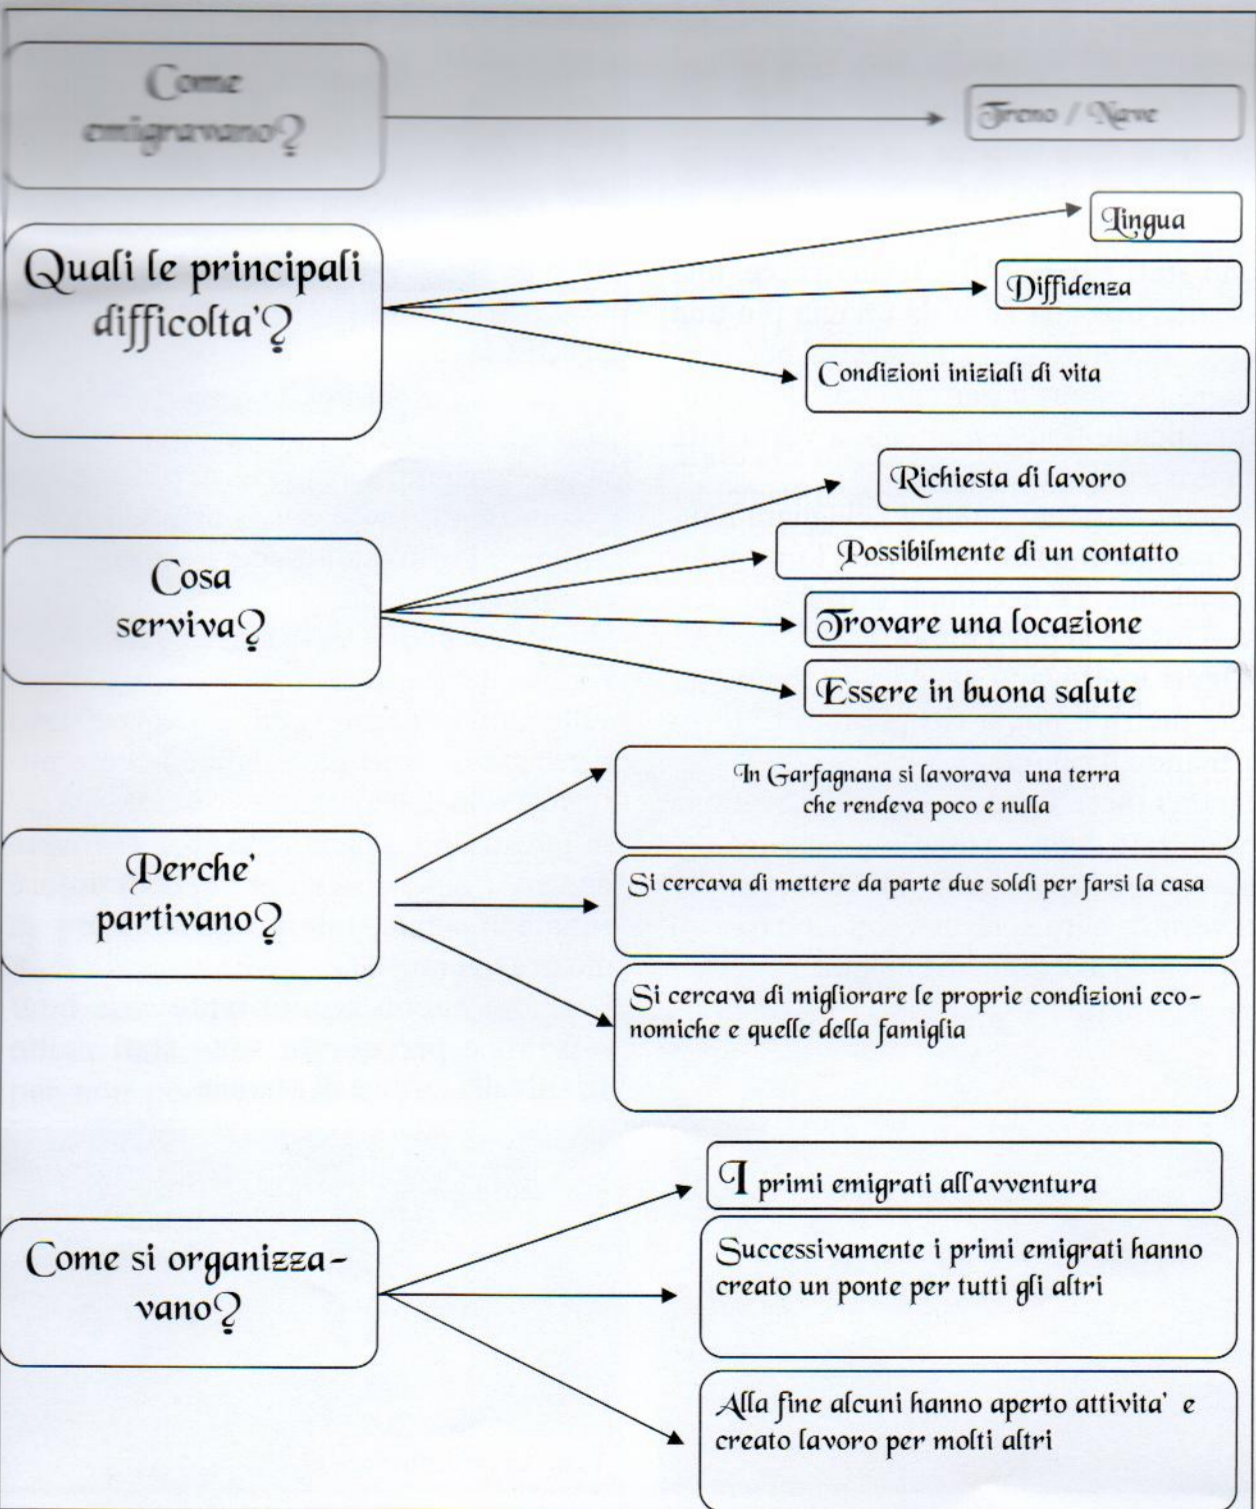 Come
emigravano?
Treno / Nave
Quali le principali
difficolta'?
Lingua
Diffidenza
Condizioni iniziali di vita
Cosa
serviva?
Richiesta di lavoro
Possibilmente di un contatto
Trovare una locazione
Essere in buona salute
Perche'
partivano?
In Garfagnana si lavorava una terra
che rendeva poco e nulla
Si cercava di mettere da parte due soldi per farsi la casa
Si cercava di migliorare le proprie condizioni eco-
nomiche e quelle della famiglia
Come si organizza-
vano?
I primi emigrati all'avventura
Successivamente i primi emigrati hanno
creato un ponte per tutti gli altri
Alla fine alcuni hanno aperto attivita' e
creato lavoro per molti altri